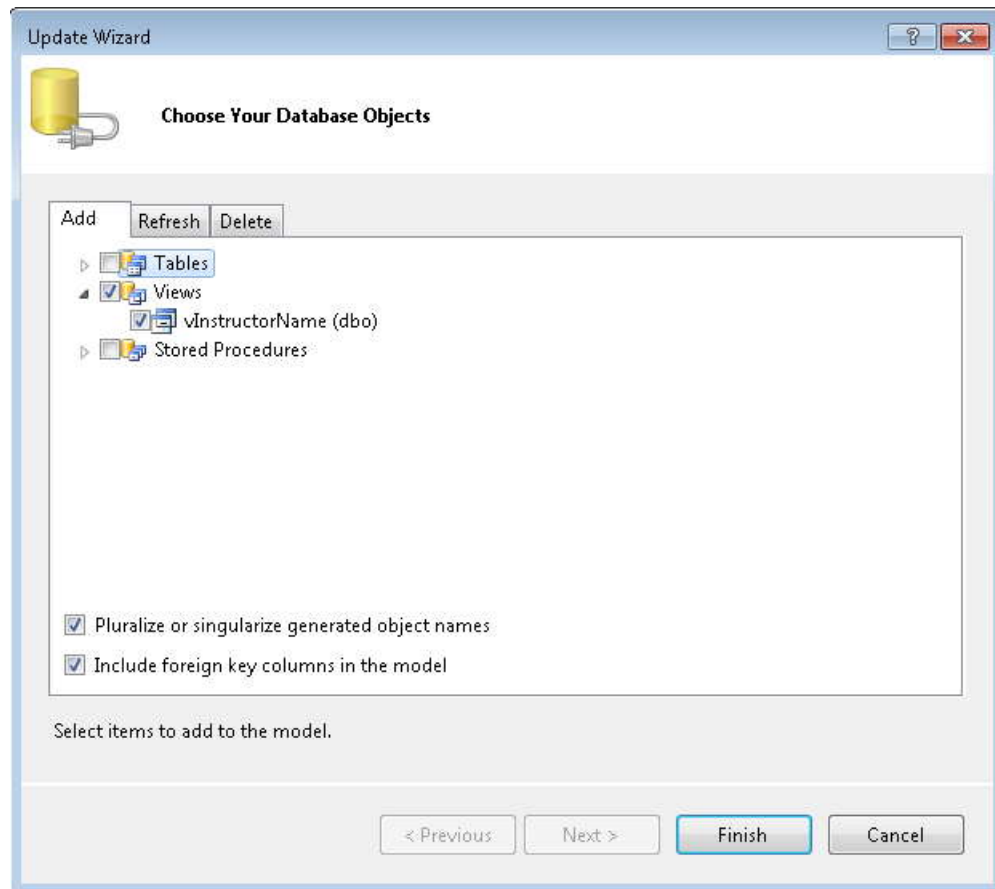 Update Wizard
Choose Your Database Objects
Add Refresh Delete
Tables
Views
vInstructorName (dbo)
Stored Procedures
Pluralize or singularize generated object names
Include foreign key columns in the model
Select items to add to the model.
< Previous Next > Finish Cancel